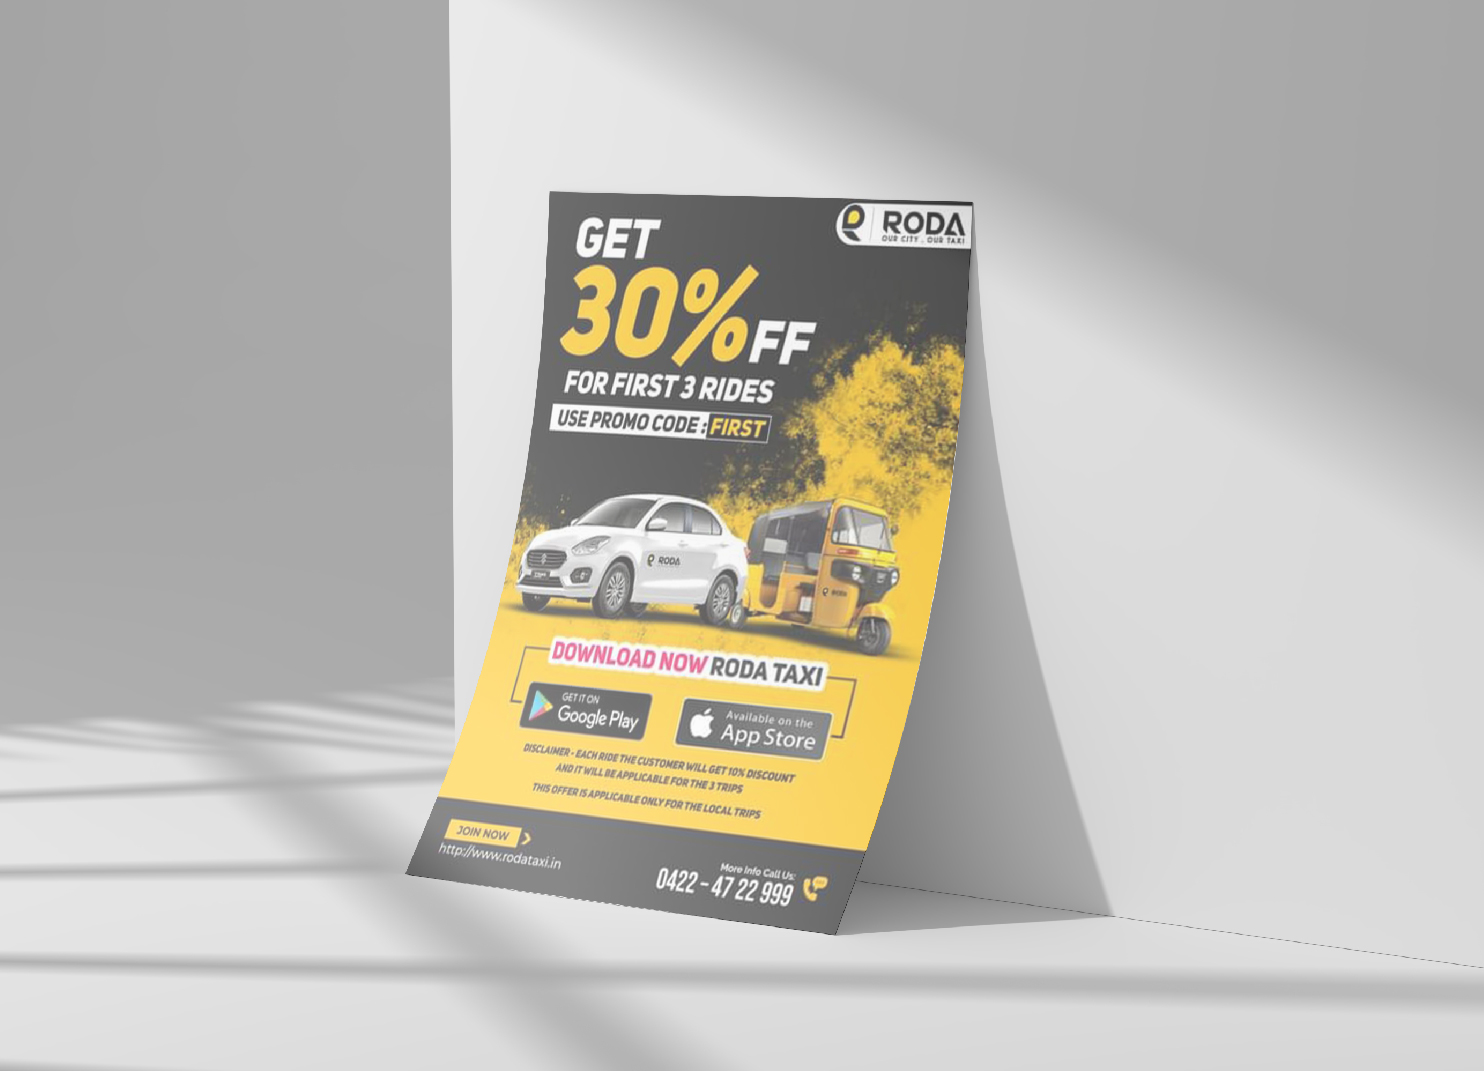 GET
30%FF
FOR FIRST 3 RIDES
USE PROMO CODE : FIRST
RODA
OUR CITY . OUR TAXI
RODA
RODA
DOWNLOAD NOW RODA TAXI
GET IT ON
Google Play
Available on the
App Store
DISCLAIMER - EACH RIDE THE CUSTOMER WILL GET 10% DISCOUNT
AND IT WILL BE APPLICABLE FOR THE 3 TRIPS
THIS OFFER IS APPLICABLE ONLY FOR THE LOCAL TRIPS
JOIN NOW
http://www.rodataxi.in
More Info Call Us:
0422 - 47 22 999